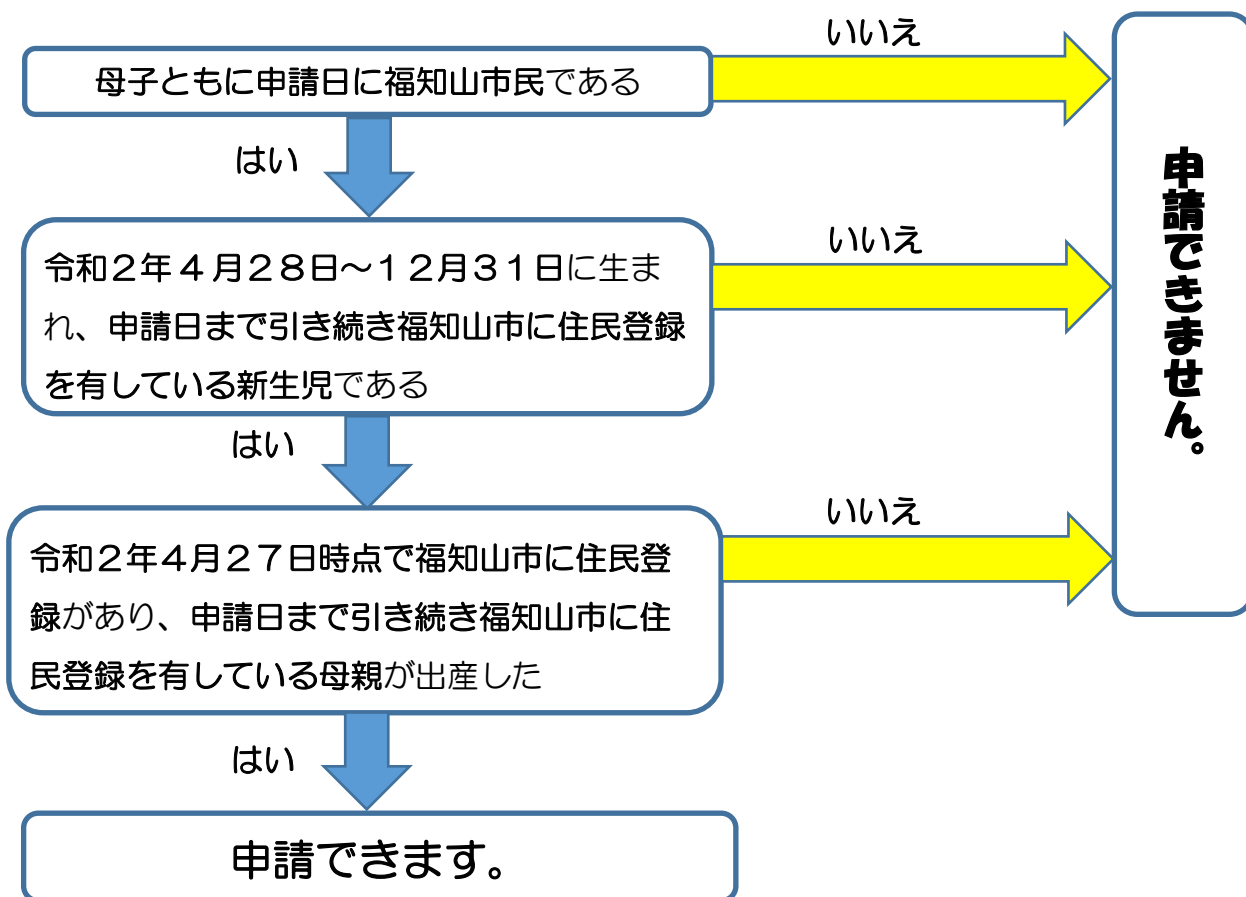 母子ともに申請日に福知山市民である
いいえ
はい
令和２年４月28日～１２月３１日に生ま
れ、申請日まで引き続き福知山市に住民登録
を有している新生児である
いいえ
はい
令和２年４月２７日時点で福知山市に住民登
録があり、申請日まで引き続き福知山市に住
民登録を有している母親が出産した
いいえ
はい
申請できます。
申請できません。